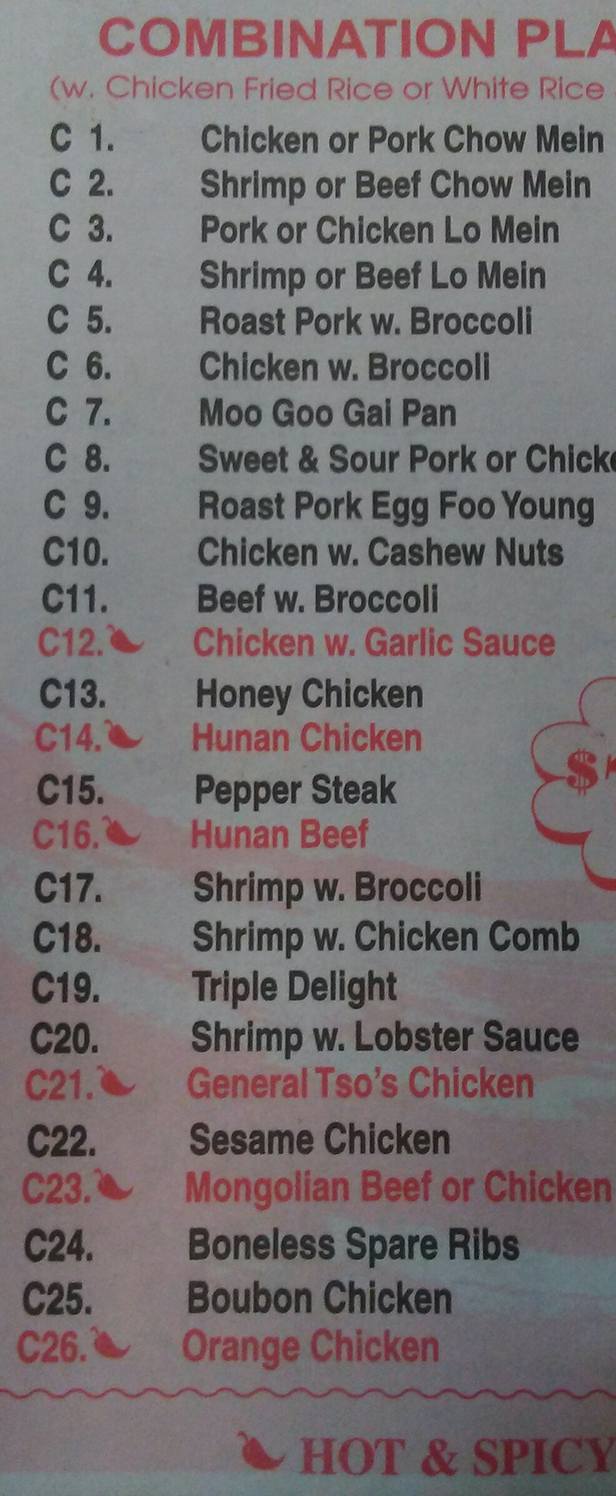 COMBINATION PLA
(w. Chicken Fried Rice or White Rice
C 1. Chicken or Pork Chow Mein
C 2. Shrimp or Beef Chow Mein
C 3. Pork or Chicken Lo Mein
C 4. Shrimp or Beef Lo Mein
C 5. Roast Pork w. Broccoli
C 6. Chicken w. Broccoli
C 7. Moo Goo Gai Pan
C 8. Sweet & Sour Pork or Chicke
C 9. Roast Pork Egg Foo Young
C10. Chicken w. Cashew Nuts
C11. Beef w. Broccoli
C12. Chicken w. Garlic Sauce
C13. Honey Chicken
C14. Hunan Chicken
$
C15. Pepper Steak
C16. Hunan Beef
C17. Shrimp w. Broccoli
C18. Shrimp w. Chicken Comb
C19. Triple Delight
C20. Shrimp w. Lobster Sauce
C21. General Tso's Chicken
C22. Sesame Chicken
C23. Mongolian Beef or Chicken
C24. Boneless Spare Ribs
C25. Boubon Chicken
C26. Orange Chicken
HOT & SPICY